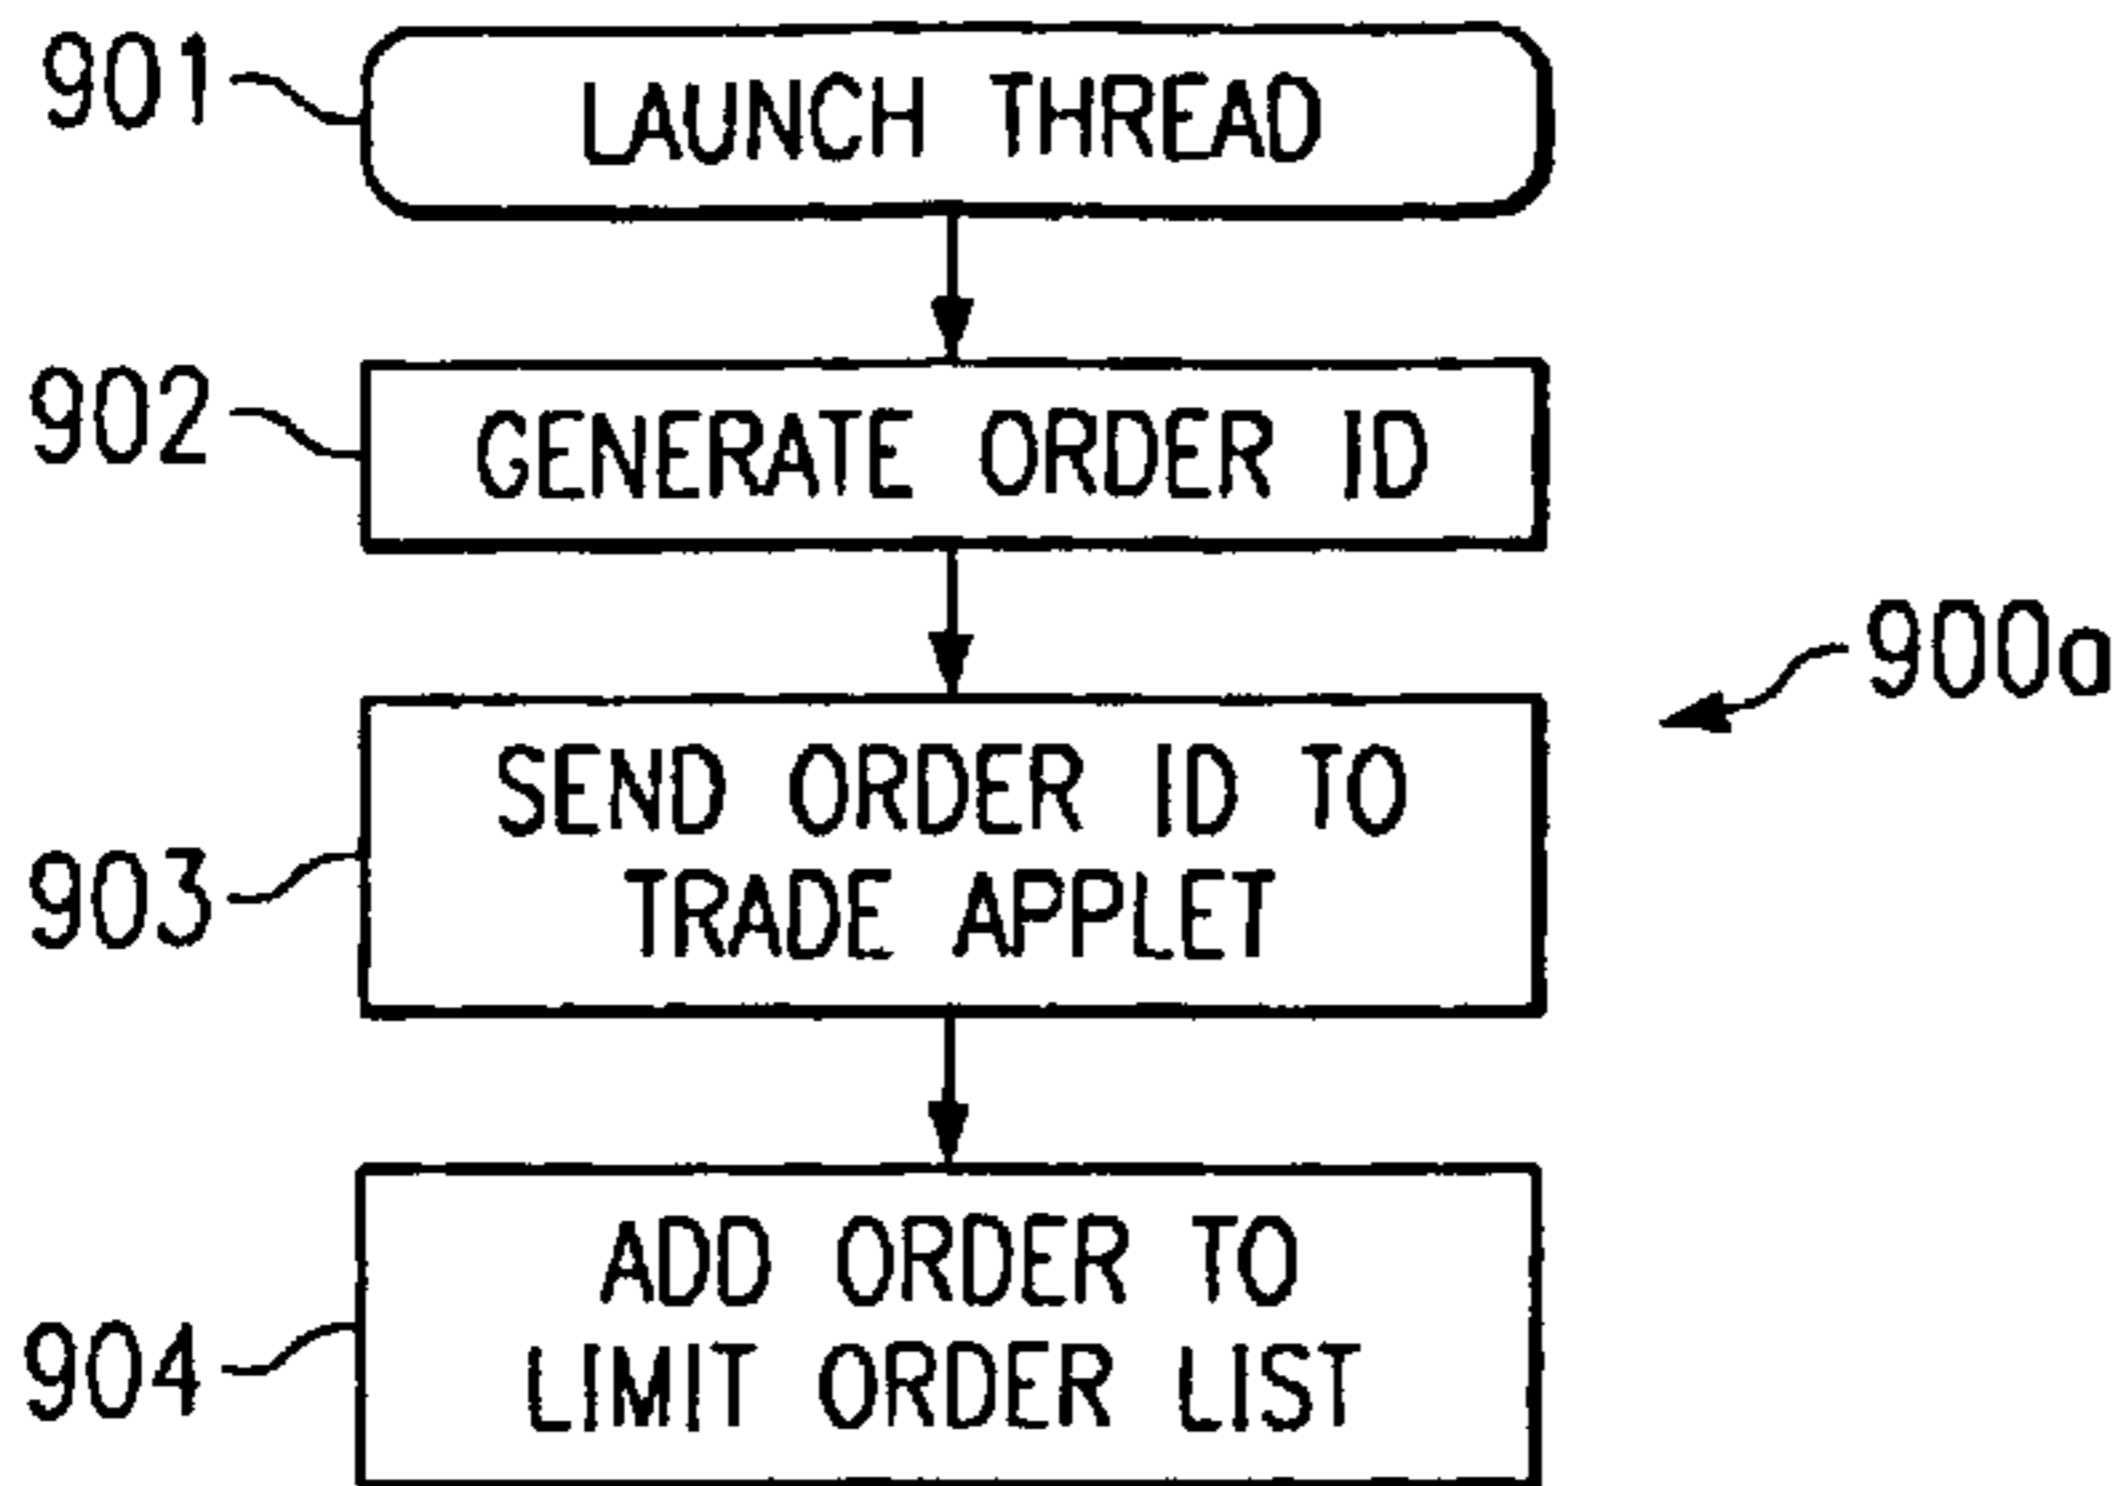 901
LAUNCH THREAD
902
GENERATE ORDER ID
900a
903
SEND ORDER ID TO
TRADE APPLET
904
ADD ORDER TO
LIMIT ORDER LIST